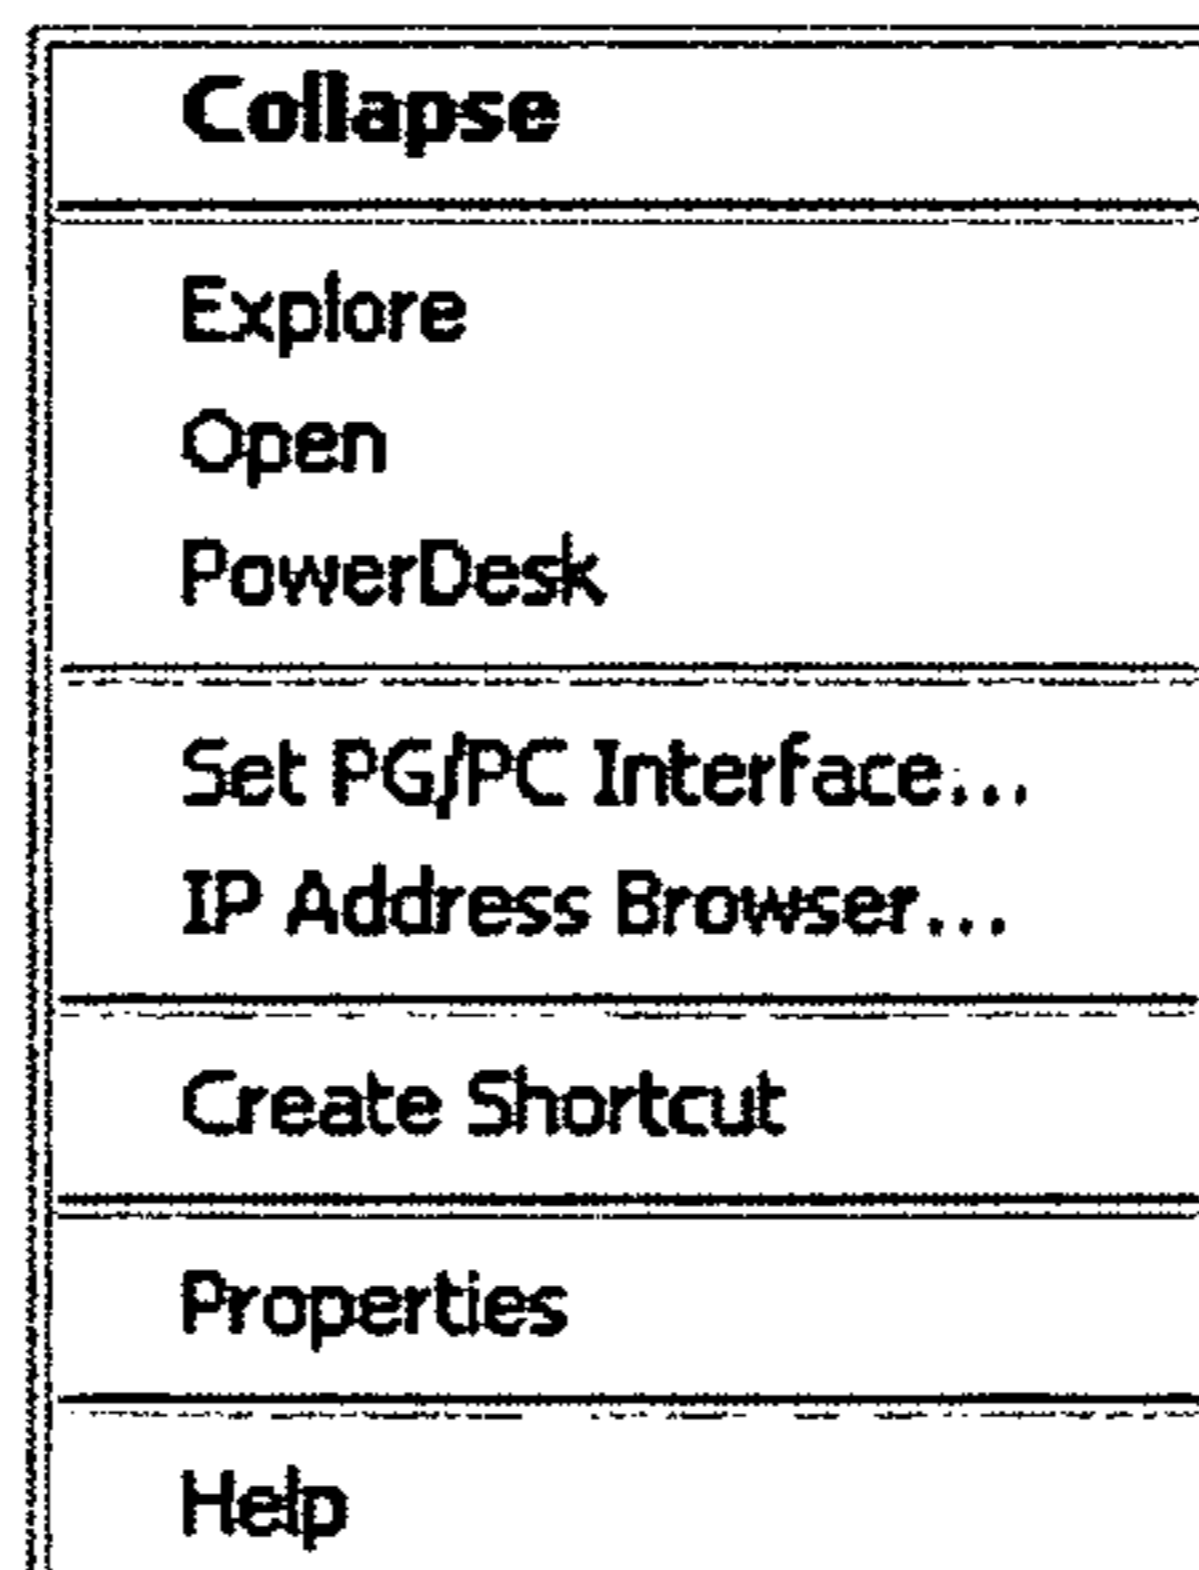 Collapse
Explore
Open
PowerDesk
Set PG/PC Interface...
IP Address Browser...
Create Shortcut
Properties
Help